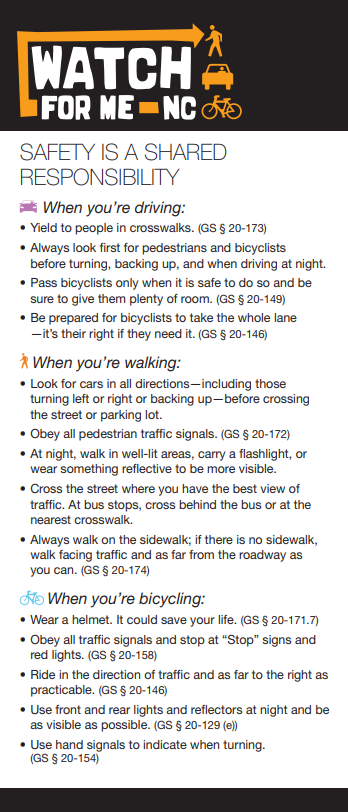 WATCH
FOR ME – NC
SAFETY IS A SHARED
RESPONSIBILITY
When you’re driving:
• Yield to people in crosswalks. (GS § 20-173)
• Always look first for pedestrians and bicyclists
before turning, backing up, and when driving at night.
• Pass bicyclists only when it is safe to do so and be
sure to give them plenty of room. (GS § 20-149)
• Be prepared for bicyclists to take the whole lane
—it’s their right if they need it. (GS § 20-146)
When you’re walking:
• Look for cars in all directions—including those
turning left or right or backing up—before crossing
the street or parking lot.
• Obey all pedestrian traffic signals. (GS § 20-172)
• At night, walk in well-lit areas, carry a flashlight, or
wear something reflective to be more visible.
• Cross the street where you have the best view of
traffic. At bus stops, cross behind the bus or at the
nearest crosswalk.
• Always walk on the sidewalk; if there is no sidewalk,
walk facing traffic and as far from the roadway as
you can. (GS § 20-174)
When you’re bicycling:
• Wear a helmet. It could save your life. (GS § 20-171.7)
• Obey all traffic signals and stop at “Stop” signs and
red lights. (GS § 20-158)
• Ride in the direction of traffic and as far to the right as
practicable. (GS § 20-146)
• Use front and rear lights and reflectors at night and be
as visible as possible. (GS § 20-129 (e))
• Use hand signals to indicate when turning.
(GS § 20-154)